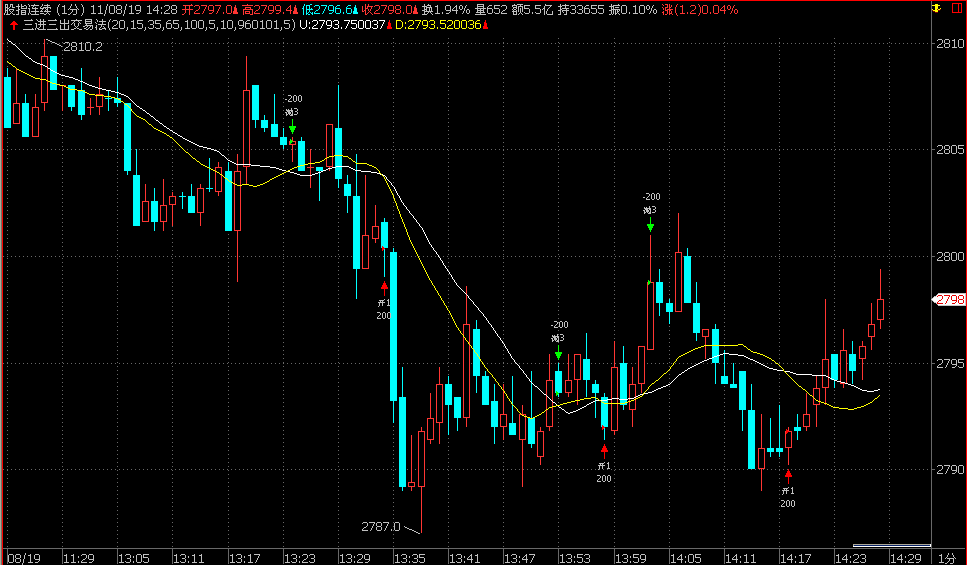 股指连续 (1分) 11/08/19 14:28 开2797.0 高2799.4 低2796.6 收2798.0 换1.94% 量652 额5.5亿 持33655 振0.10% 涨(1.2)0.04%
三进三出交易法(20,15,35,65,100,5,10,960101,5) U:2793.750037 D:2793.520036
2810.2
2810
-200
抛3
2805
-200
抛3
2800
2798
开1
200
-200
抛3
2795
开1
200
2790
开1
200
2787.0
08/19 11:29 13:05 13:11 13:17 13:23 13:29 13:35 13:41 13:47 13:53 13:59 14:05 14:11 14:17 14:23 14:29 1分